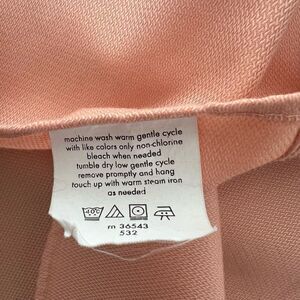 machine wash warm gentle cycle
with like colors only non-chlorine
bleach when needed
tumble dry low gentle cycle
remove promptly and hang
touch up with warm steam iron
as needed
40°C
rn 36543
532